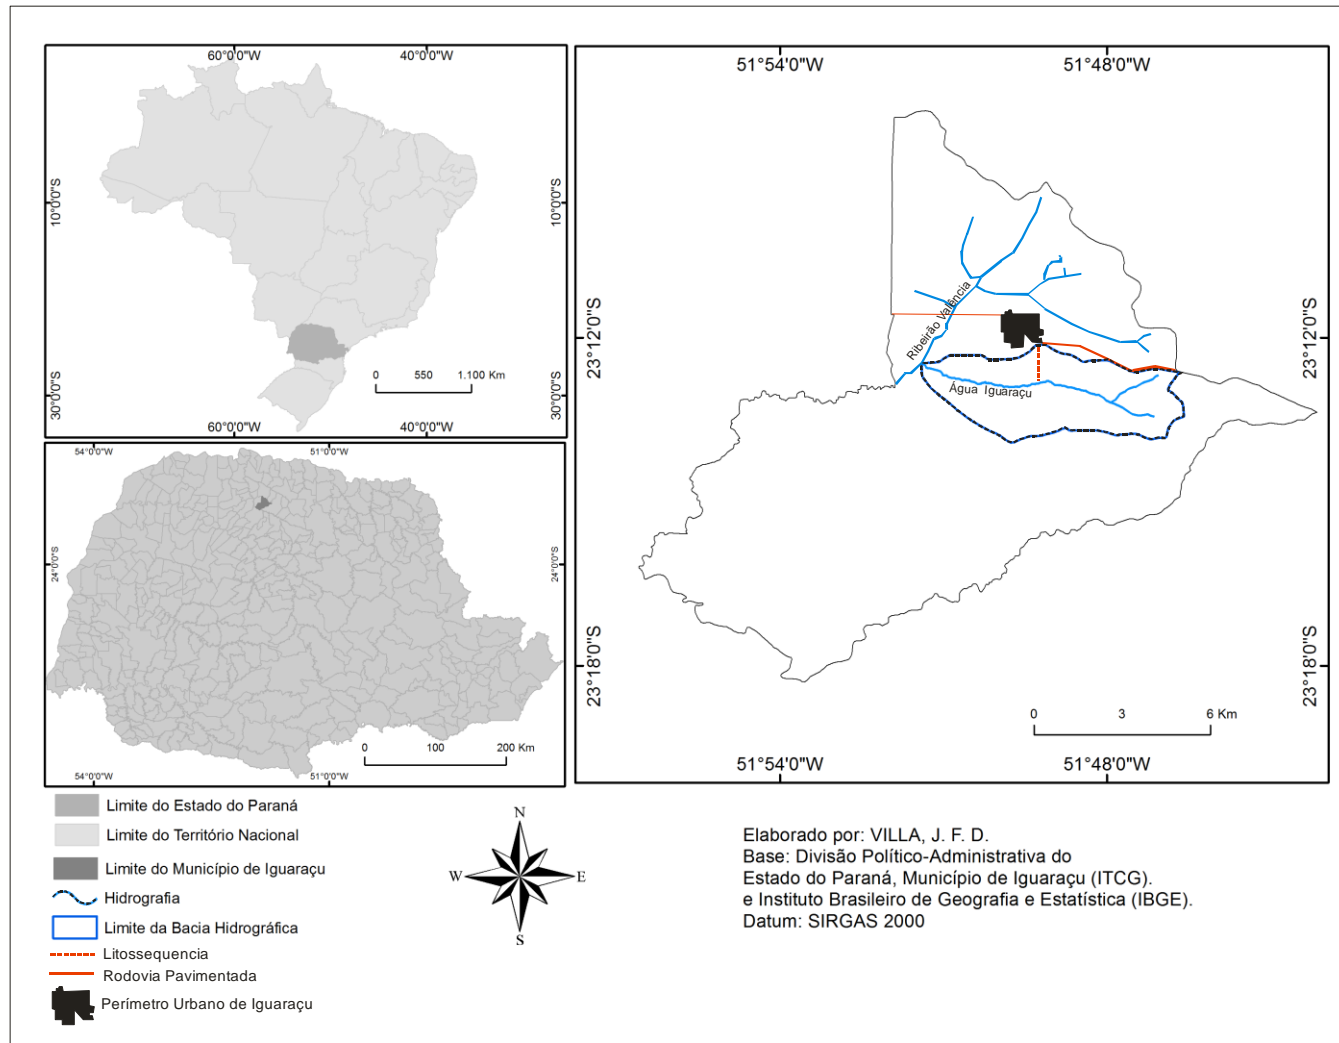 60°0'0"W
40°0'0"W
10°0'0"S
10°0'0"S
30°0'0"S
30°0'0"S
0 550 1.100 Km
60°0'0"W
40°0'0"W
54°0'0"W
51°0'0"W
24°0'0"S
24°0'0"S
0 100 200 Km
54°0'0"W
51°0'0"W
51°54'0"W
51°48'0"W
23°12'0"S
23°12'0"S
Ribeirão Valência
Água Iguaraçu
23°18'0"S
23°18'0"S
0 3 6 Km
51°54'0"W
51°48'0"W
Limite do Estado do Paraná
Limite do Território Nacional
Limite do Município de Iguaraçu
Hidrografia
Limite da Bacia Hidrográfica
Litossequencia
Rodovia Pavimentada
Perímetro Urbano de Iguaraçu
N
W
E
S
Elaborado por: VILLA, J. F. D.
Base: Divisão Político-Administrativa do
Estado do Paraná, Município de Iguaraçu (ITCG).
e Instituto Brasileiro de Geografia e Estatística (IBGE).
Datum: SIRGAS 2000